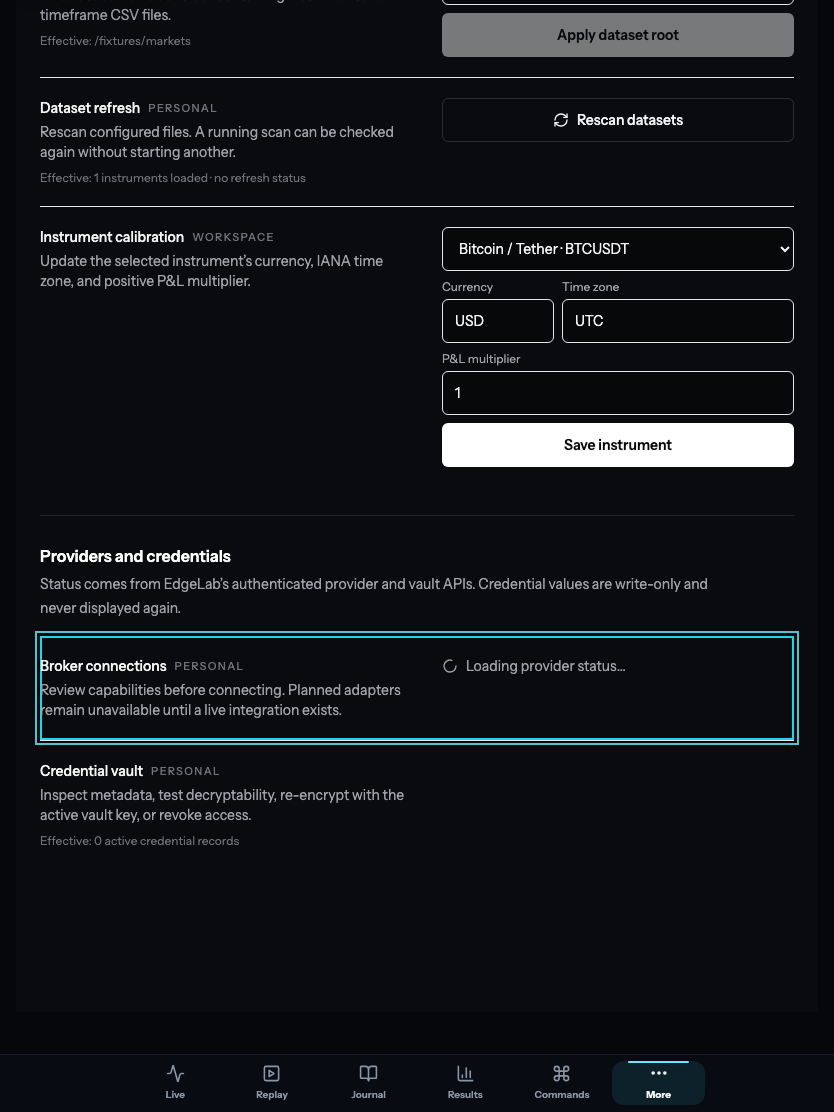 timeframe CSV files.
Effective: /fixtures/markets
Apply dataset root
Dataset refresh PERSONAL
Rescan configured files. A running scan can be checked
again without starting another.
Effective: 1 instruments loaded · no refresh status
Rescan datasets
Instrument calibration WORKSPACE
Update the selected instrument's currency, IANA time
zone, and positive P&L multiplier.
Bitcoin / Tether · BTCUSDT
Currency Time zone
USD UTC
P&L multiplier
1
Save instrument
Providers and credentials
Status comes from EdgeLab's authenticated provider and vault APIs. Credential values are write-only and
never displayed again.
Broker connections PERSONAL
Review capabilities before connecting. Planned adapters
remain unavailable until a live integration exists.
Loading provider status...
Credential vault PERSONAL
Inspect metadata, test decryptability, re-encrypt with the
active vault key, or revoke access.
Effective: 0 active credential records
Live Replay Journal Results Commands More